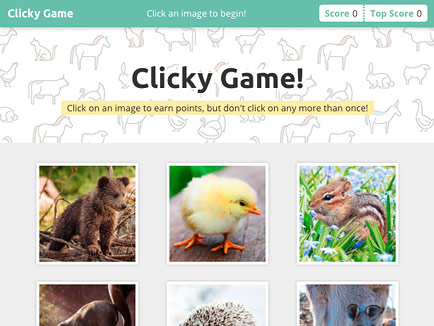 Clicky Game
Click an image to begin!
Score 0
Top Score 0
Clicky Game!
Click on an image to earn points, but don't click on any more than once!